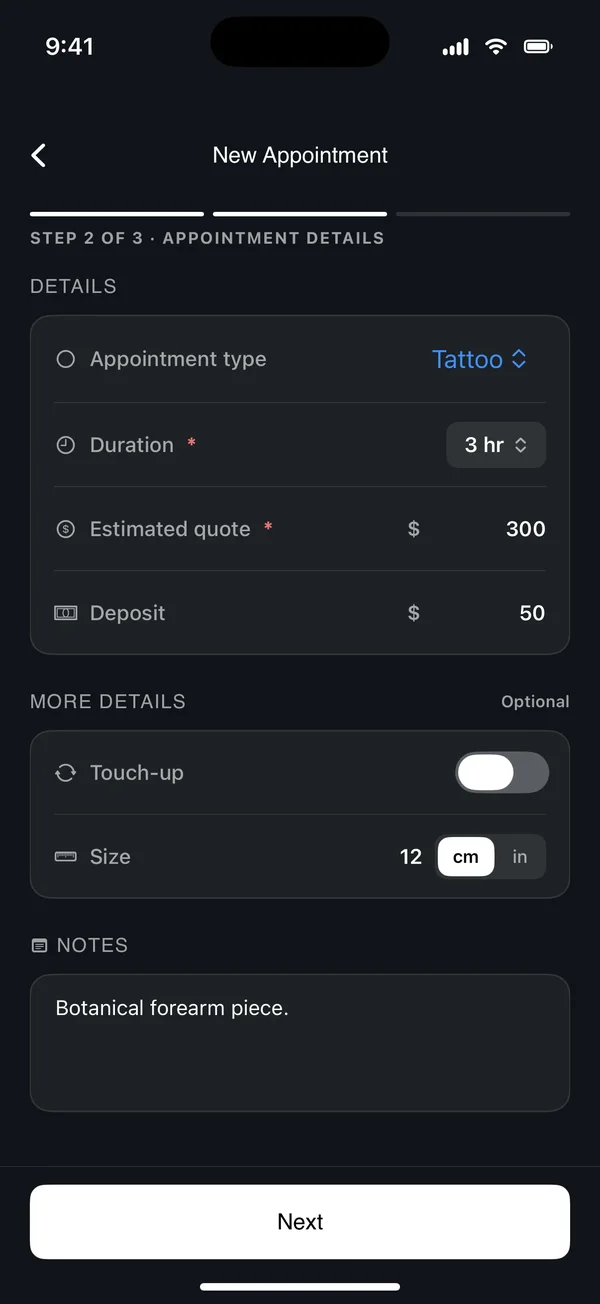 9:41
New Appointment
STEP 2 OF 3 · APPOINTMENT DETAILS
DETAILS
Appointment type Tattoo
Duration * 3 hr
Estimated quote * $ 300
Deposit $ 50
MORE DETAILS Optional
Touch-up
Size 12 cm in
NOTES
Botanical forearm piece.
Next